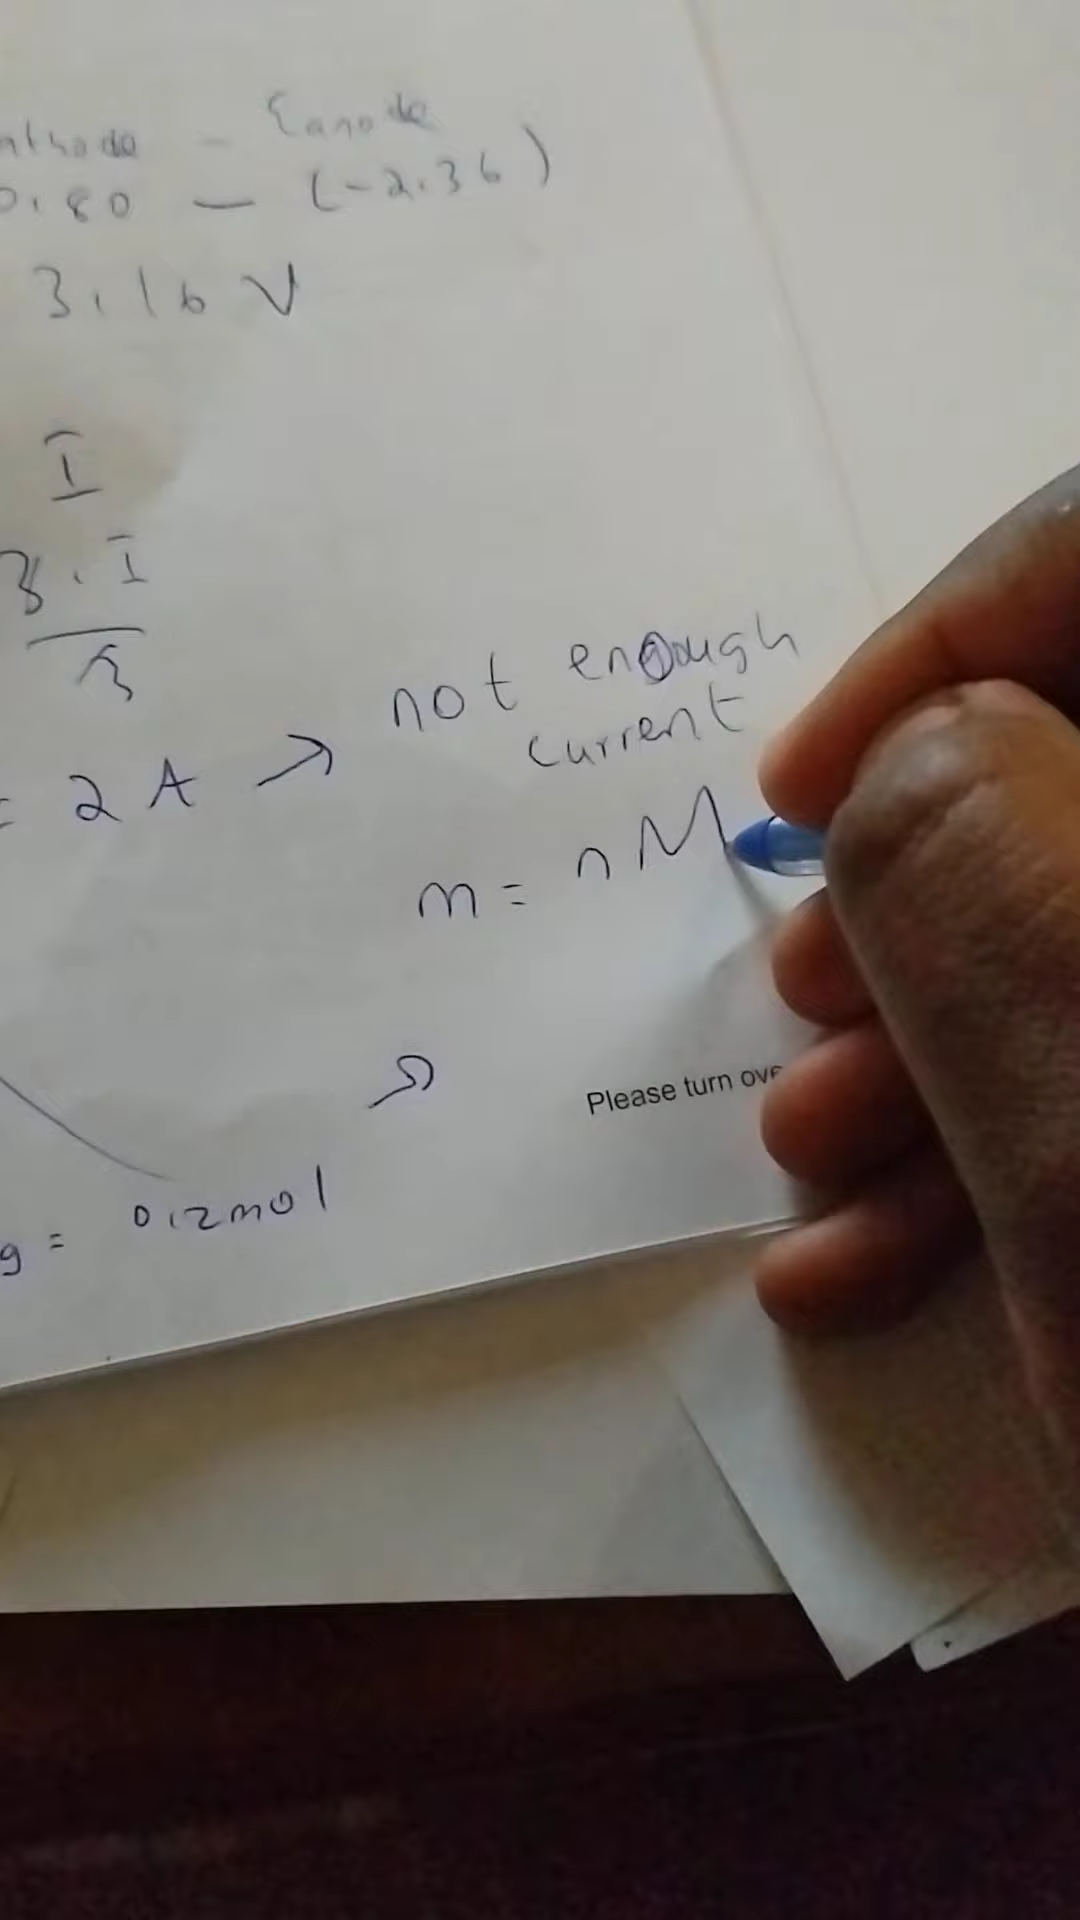 - Eanode
0.80 - (-2.36)
3.16 V
I
3. I
3
= 2 A → not enough
current
m = nM
Please turn ove
g = 0.2mol